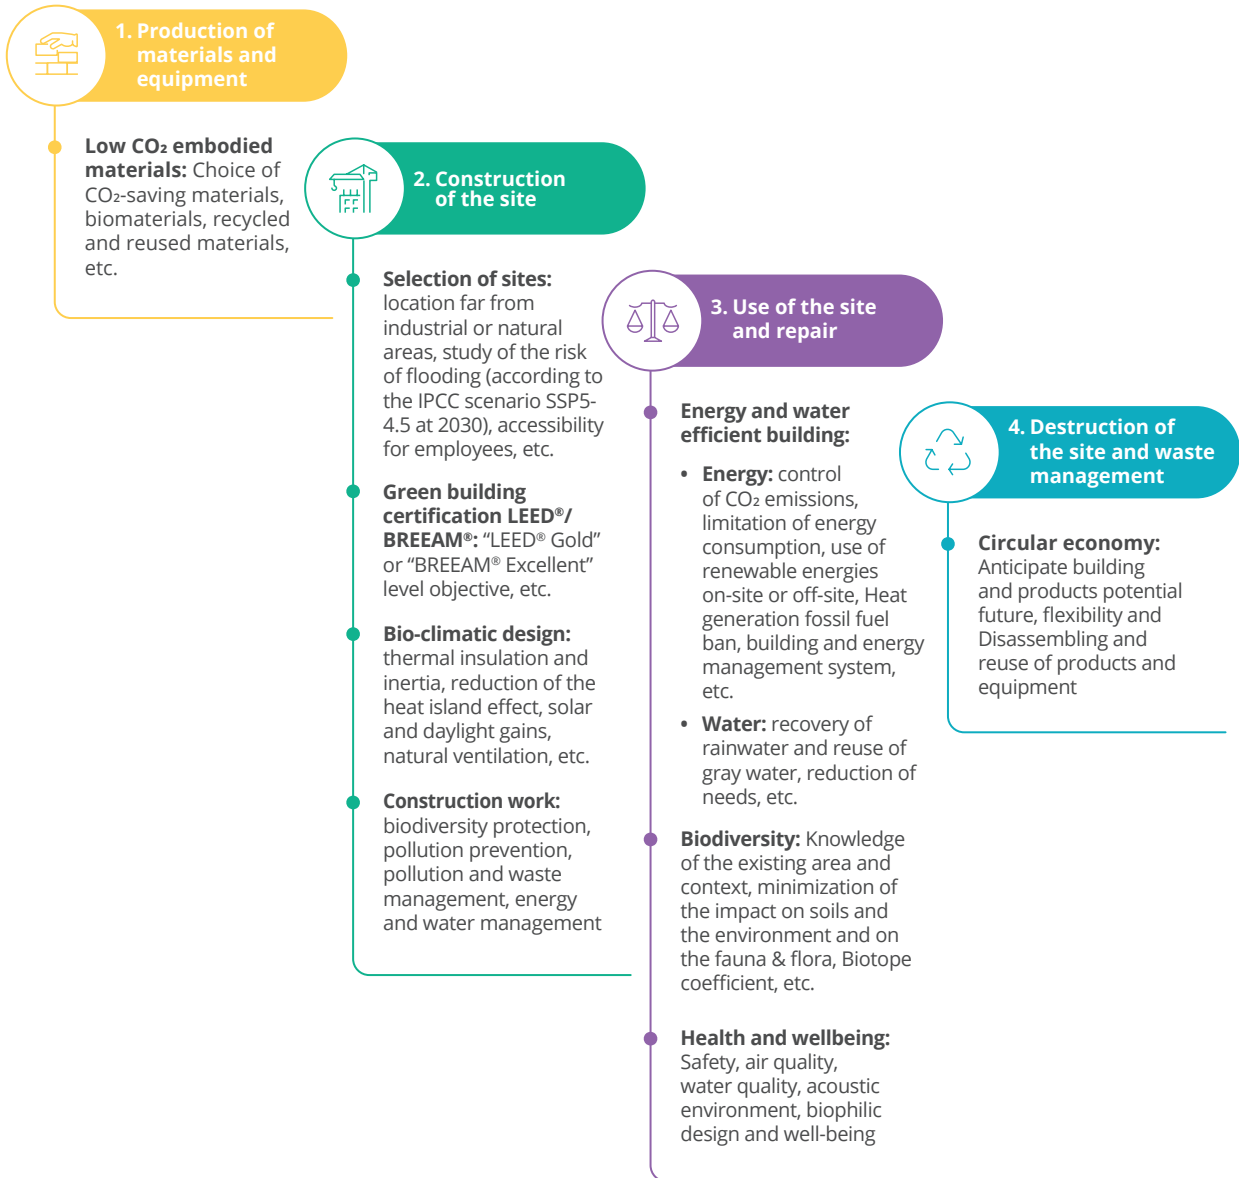 1. Production of
materials and
equipment
Low CO₂ embodied
materials: Choice of
CO₂-saving materials,
biomaterials, recycled
and reused materials,
etc.
2. Construction
of the site
Selection of sites:
location far from
industrial or natural
areas, study of the risk
of flooding (according to
the IPCC scenario SSP5-
4.5 at 2030), accessibility
for employees, etc.
Green building
certification LEED®/
BREEAM®: “LEED® Gold”
or “BREEAM® Excellent”
level objective, etc.
Bio-climatic design:
thermal insulation and
inertia, reduction of the
heat island effect, solar
and daylight gains,
natural ventilation, etc.
Construction work:
biodiversity protection,
pollution prevention,
pollution and waste
management, energy
and water management
3. Use of the site
and repair
Energy and water
efficient building:
• Energy: control
of CO₂ emissions,
limitation of energy
consumption, use of
renewable energies
on-site or off-site, Heat
generation fossil fuel
ban, building and energy
management system,
etc.
• Water: recovery of
rainwater and reuse of
gray water, reduction of
needs, etc.
Biodiversity: Knowledge
of the existing area and
context, minimization of
the impact on soils and
the environment and on
the fauna & flora, Biotope
coefficient, etc.
Health and wellbeing:
Safety, air quality,
water quality, acoustic
environment, biophilic
design and well-being
4. Destruction of
the site and waste
management
Circular economy:
Anticipate building
and products potential
future, flexibility and
Disassembling and
reuse of products and
equipment